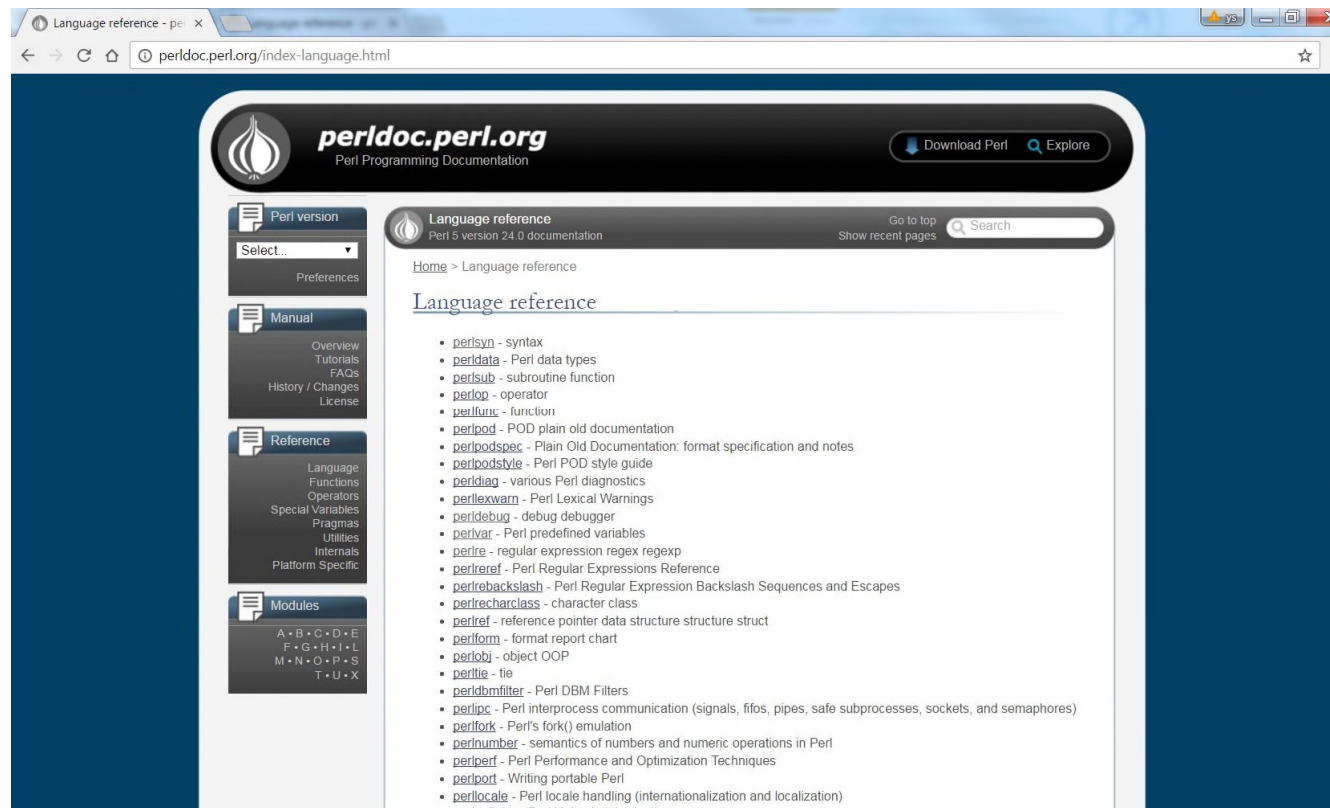 Language reference - pe
ys
perldoc.perl.org/index-language.html
perldoc.perl.org
Perl Programming Documentation
Download Perl
Explore
Perl version
Select...
Preferences
Manual
Overview
Tutorials
FAQs
History / Changes
License
Reference
Language
Functions
Operators
Special Variables
Pragmas
Utilities
Internals
Platform Specific
Modules
A • B • C • D • E
F • G • H • I • L
M • N • O • P • S
T • U • X
Language reference
Perl 5 version 24.0 documentation
Go to top
Show recent pages
Search
Home > Language reference
Language reference
• perlsyn - syntax
• perldata - Perl data types
• perlsub - subroutine function
• perlop - operator
• perlfunc - function
• perlpod - POD plain old documentation
• perlpodspec - Plain Old Documentation: format specification and notes
• perlpodstyle - Perl POD style guide
• perldiag - various Perl diagnostics
• perllexwarn - Perl Lexical Warnings
• perldebug - debug debugger
• perlvar - Perl predefined variables
• perlre - regular expression regex regexp
• perlreref - Perl Regular Expressions Reference
• perlrebackslash - Perl Regular Expression Backslash Sequences and Escapes
• perlrecharclass - character class
• perlref - reference pointer data structure structure struct
• perlform - format report chart
• perlobj - object OOP
• perltie - tie
• perldbmfilter - Perl DBM Filters
• perlipc - Perl interprocess communication (signals, fifos, pipes, safe subprocesses, sockets, and semaphores)
• perlfork - Perl's fork() emulation
• perlnumber - semantics of numbers and numeric operations in Perl
• perlperf - Perl Performance and Optimization Techniques
• perlport - Writing portable Perl
• perllocale - Perl locale handling (internationalization and localization)